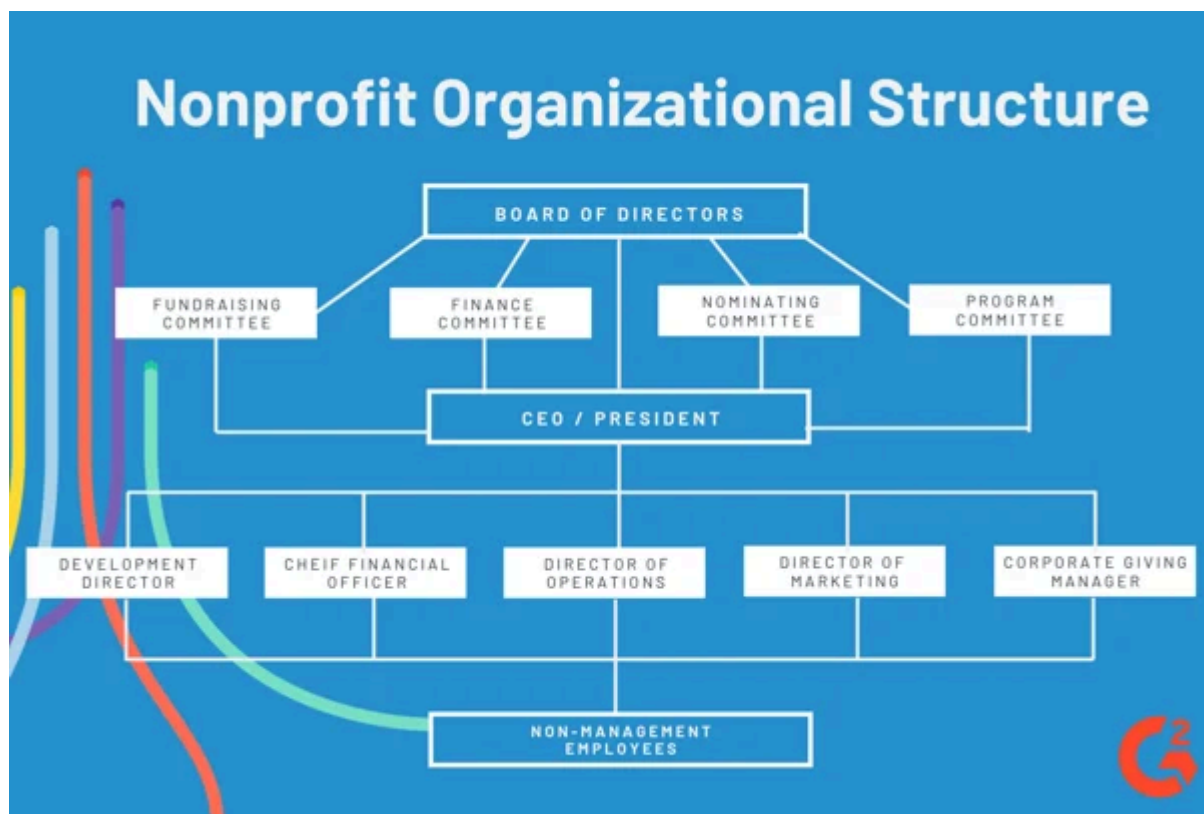 Nonprofit Organizational Structure
BOARD OF DIRECTORS
FUNDRAISING
COMMITTEE
FINANCE
COMMITTEE
NOMINATING
COMMITTEE
PROGRAM
COMMITTEE
CEO / PRESIDENT
DEVELOPMENT
DIRECTOR
CHEIF FINANCIAL
OFFICER
DIRECTOR OF
OPERATIONS
DIRECTOR OF
MARKETING
CORPORATE GIVING
MANAGER
NON-MANAGEMENT
EMPLOYEES
G2